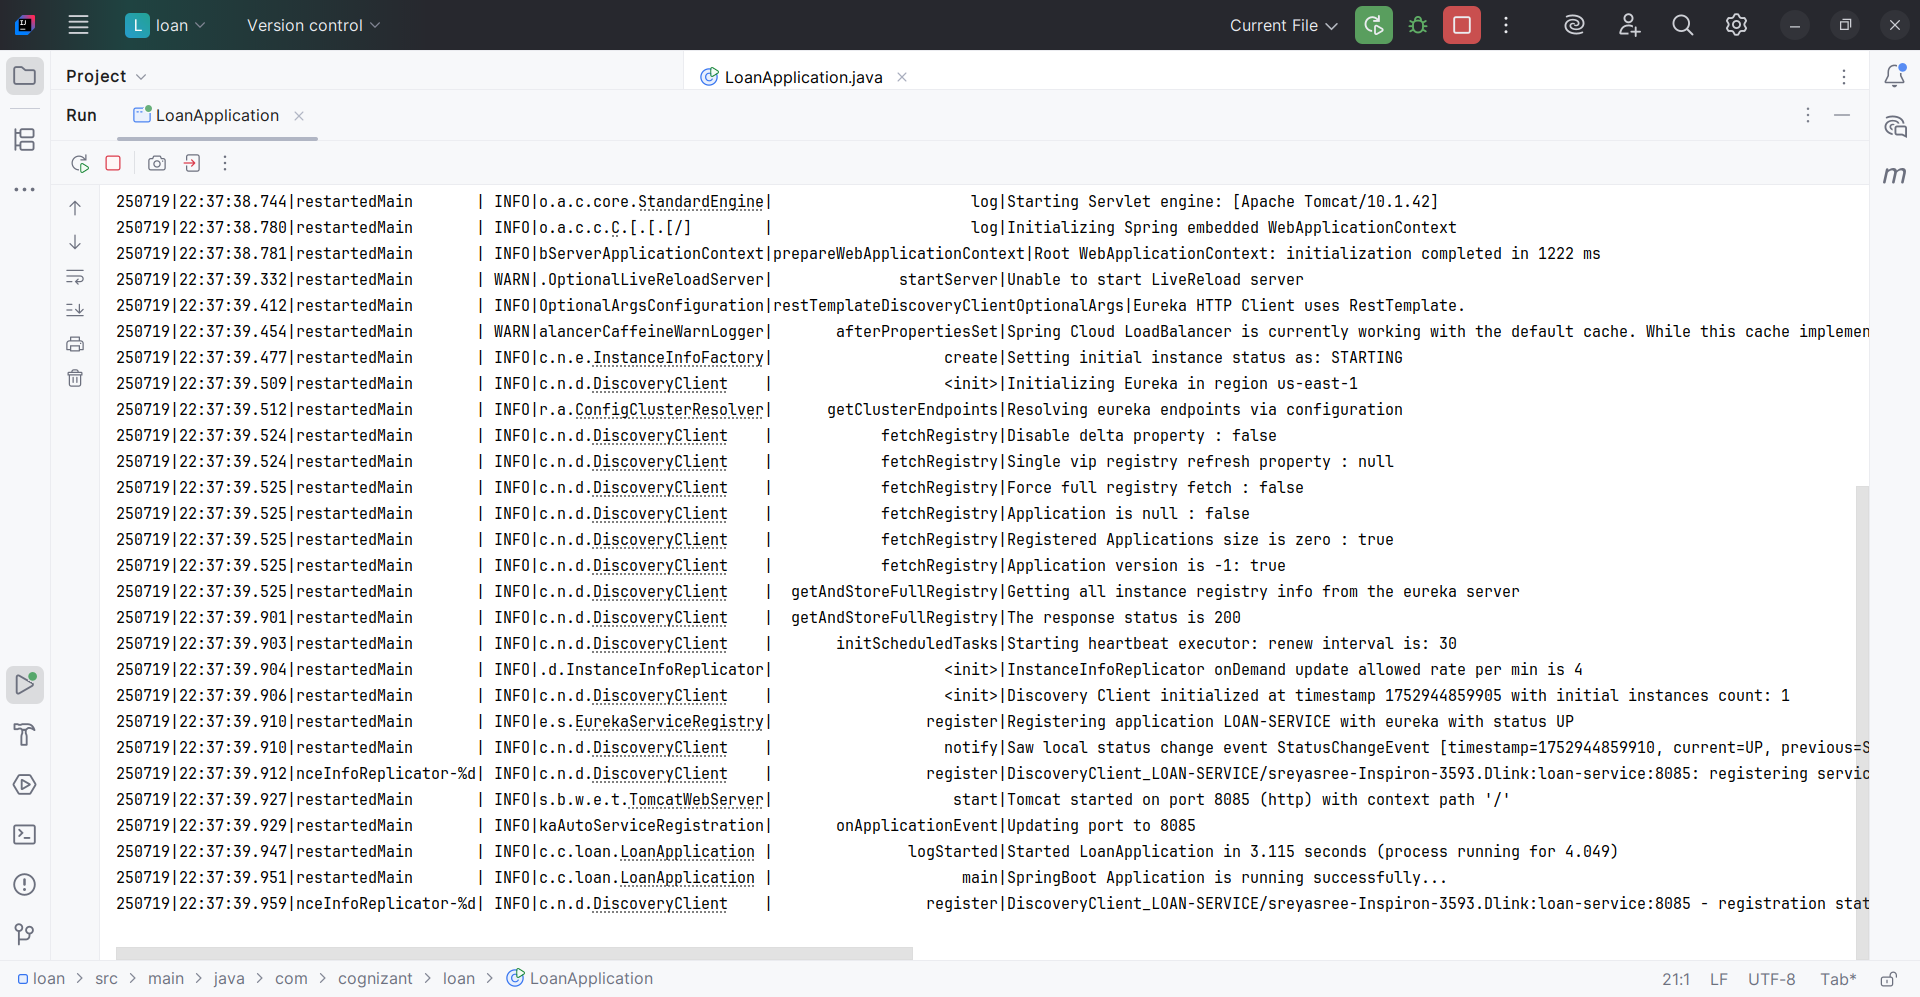 L loan Version control Current File
Project LoanApplication.java
Run LoanApplication
250719|22:37:38.744|restartedMain | INFO|o.a.c.core.StandardEngine| log|Starting Servlet engine: [Apache Tomcat/10.1.42]
250719|22:37:38.780|restartedMain | INFO|o.a.c.c.C.[.[.[/] | log|Initializing Spring embedded WebApplicationContext
250719|22:37:38.781|restartedMain | INFO|bServerApplicationContext|prepareWebApplicationContext|Root WebApplicationContext: initialization completed in 1222 ms
250719|22:37:39.332|restartedMain | WARN|.OptionalLiveReloadServer| startServer|Unable to start LiveReload server
250719|22:37:39.412|restartedMain | INFO|OptionalArgsConfiguration|restTemplateDiscoveryClientOptionalArgs|Eureka HTTP Client uses RestTemplate.
250719|22:37:39.454|restartedMain | WARN|alancerCaffeineWarnLogger| afterPropertiesSet|Spring Cloud LoadBalancer is currently working with the default cache. While this cache implemen
250719|22:37:39.477|restartedMain | INFO|c.n.e.InstanceInfoFactory| create|Setting initial instance status as: STARTING
250719|22:37:39.509|restartedMain | INFO|c.n.d.DiscoveryClient | <init>|Initializing Eureka in region us-east-1
250719|22:37:39.512|restartedMain | INFO|r.a.ConfigClusterResolver| getClusterEndpoints|Resolving eureka endpoints via configuration
250719|22:37:39.524|restartedMain | INFO|c.n.d.DiscoveryClient | fetchRegistry|Disable delta property : false
250719|22:37:39.524|restartedMain | INFO|c.n.d.DiscoveryClient | fetchRegistry|Single vip registry refresh property : null
250719|22:37:39.525|restartedMain | INFO|c.n.d.DiscoveryClient | fetchRegistry|Force full registry fetch : false
250719|22:37:39.525|restartedMain | INFO|c.n.d.DiscoveryClient | fetchRegistry|Application is null : false
250719|22:37:39.525|restartedMain | INFO|c.n.d.DiscoveryClient | fetchRegistry|Registered Applications size is zero : true
250719|22:37:39.525|restartedMain | INFO|c.n.d.DiscoveryClient | fetchRegistry|Application version is -1: true
250719|22:37:39.525|restartedMain | INFO|c.n.d.DiscoveryClient | getAndStoreFullRegistry|Getting all instance registry info from the eureka server
250719|22:37:39.901|restartedMain | INFO|c.n.d.DiscoveryClient | getAndStoreFullRegistry|The response status is 200
250719|22:37:39.903|restartedMain | INFO|c.n.d.DiscoveryClient | initScheduledTasks|Starting heartbeat executor: renew interval is: 30
250719|22:37:39.904|restartedMain | INFO|.d.InstanceInfoReplicator| <init>|InstanceInfoReplicator onDemand update allowed rate per min is 4
250719|22:37:39.906|restartedMain | INFO|c.n.d.DiscoveryClient | <init>|Discovery Client initialized at timestamp 1752944859905 with initial instances count: 1
250719|22:37:39.910|restartedMain | INFO|e.s.EurekaServiceRegistry| register|Registering application LOAN-SERVICE with eureka with status UP
250719|22:37:39.910|restartedMain | INFO|c.n.d.DiscoveryClient | notify|Saw local status change event StatusChangeEvent [timestamp=1752944859910, current=UP, previous=S
250719|22:37:39.912|nceInfoReplicator-%d| INFO|c.n.d.DiscoveryClient | register|DiscoveryClient_LOAN-SERVICE/sreyasree-Inspiron-3593.Dlink:loan-service:8085: registering servic
250719|22:37:39.927|restartedMain | INFO|s.b.w.e.t.TomcatWebServer| start|Tomcat started on port 8085 (http) with context path '/'
250719|22:37:39.929|restartedMain | INFO|kaAutoServiceRegistration| onApplicationEvent|Updating port to 8085
250719|22:37:39.947|restartedMain | INFO|c.c.loan.LoanApplication | logStarted|Started LoanApplication in 3.115 seconds (process running for 4.049)
250719|22:37:39.951|restartedMain | INFO|c.c.loan.LoanApplication | main|SpringBoot Application is running successfully...
250719|22:37:39.959|nceInfoReplicator-%d| INFO|c.n.d.DiscoveryClient | register|DiscoveryClient_LOAN-SERVICE/sreyasree-Inspiron-3593.Dlink:loan-service:8085 - registration stat
loan > src > main > java > com > cognizant > loan > LoanApplication 21:1 LF UTF-8 Tab*